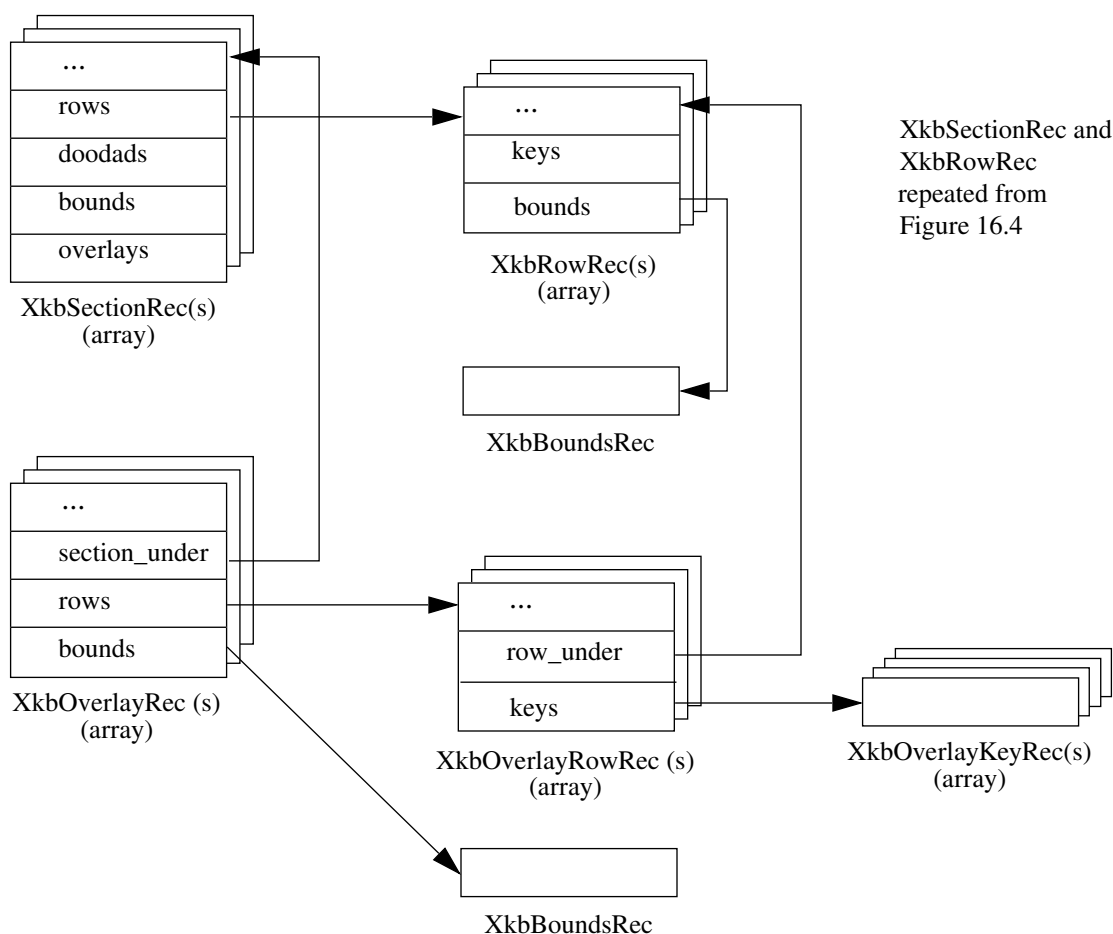 ...
rows
doodads
bounds
overlays
XkbSectionRec(s)
(array)
...
keys
bounds
XkbRowRec(s)
(array)
XkbSectionRec and
XkbRowRec
repeated from
Figure 16.4
XkbBoundsRec
...
section_under
rows
bounds
XkbOverlayRec (s)
(array)
...
row_under
keys
XkbOverlayRowRec (s)
(array)
XkbOverlayKeyRec(s)
(array)
XkbBoundsRec